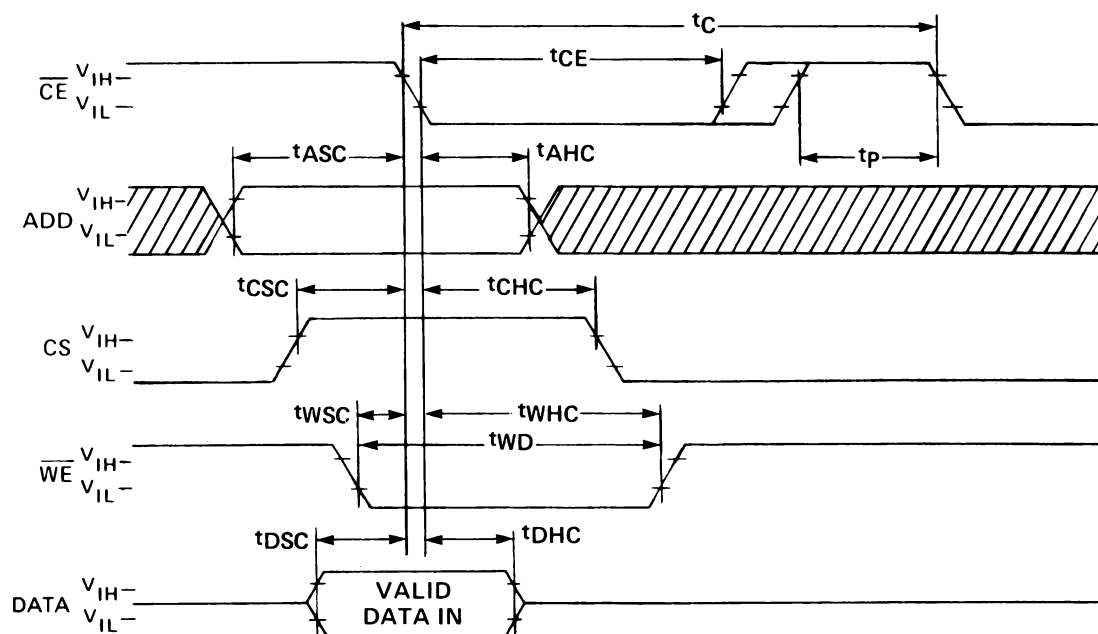 tC
tCE
CE VIH
VIL
tASC tAHC tP
ADD VIH
VIL
tCSC tCHC
CS VIH
VIL
tWSC tWHC
tWD
WE VIH
VIL
tDSC tDHC
DATA VIH
VIL
VALID
DATA IN